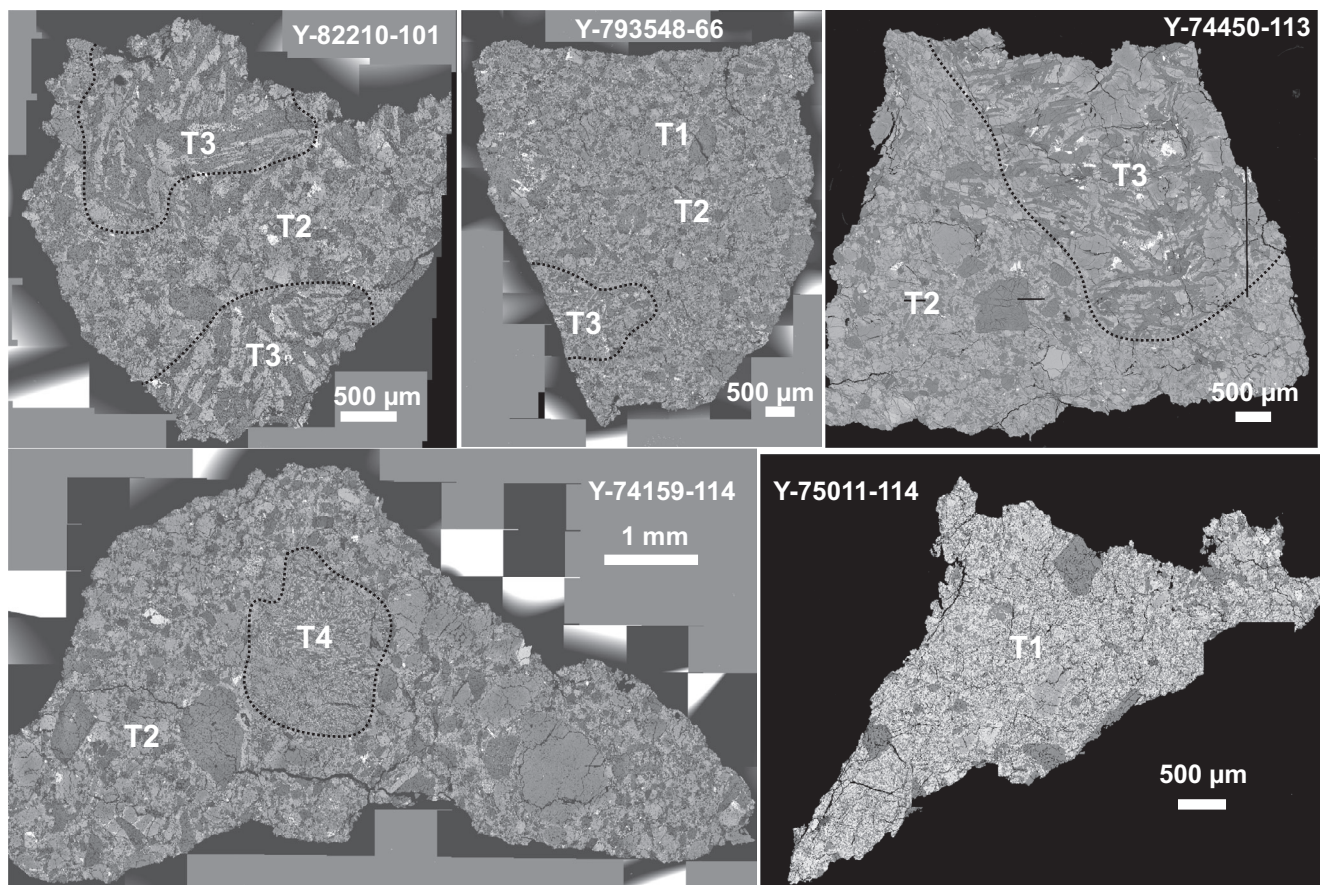 Y-82210-101
T3
T2
T3
500 µm
Y-793548-66
T1
T2
T3
500 µm
Y-74450-113
T3
T2
500 µm
Y-74159-114
1 mm
T4
T2
Y-75011-114
T1
500 µm